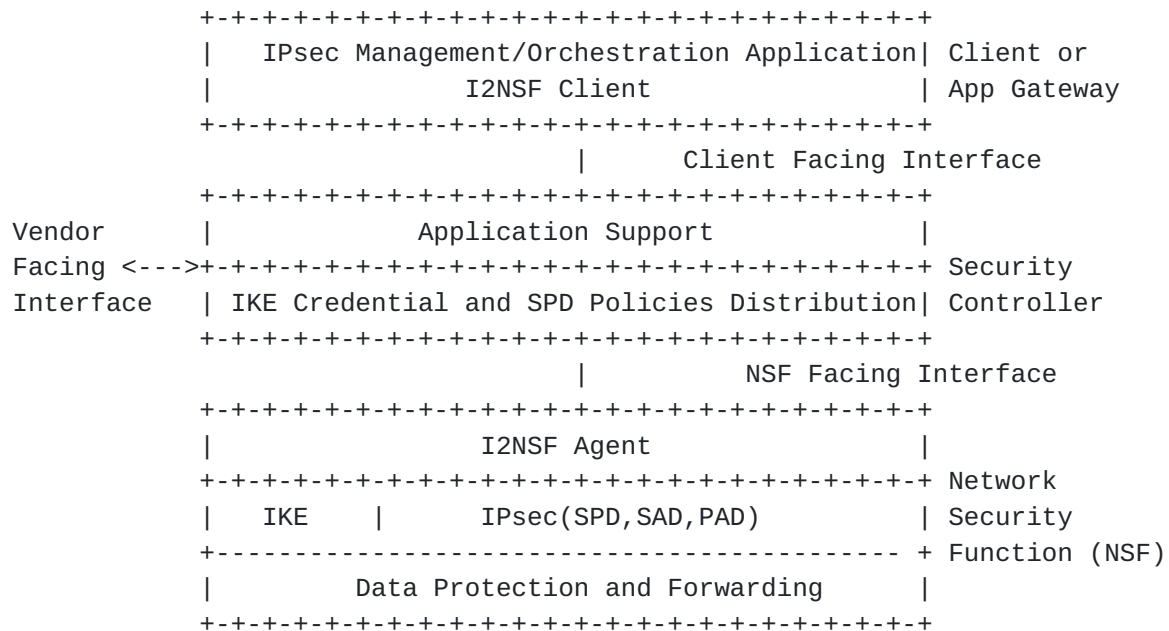 +-+-+-+-+-+-+-+-+-+-+-+-+-+-+-+-+-+-+-+-+-+-+-+
|   IPsec Management/Orchestration Application| Client or
|                I2NSF Client                 | App Gateway
+-+-+-+-+-+-+-+-+-+-+-+-+-+-+-+-+-+-+-+-+-+-+-+
|      Client Facing Interface
+-+-+-+-+-+-+-+-+-+-+-+-+-+-+-+-+-+-+-+-+-+-+-+
Vendor      |             Application Support             |
Facing <--->+-+-+-+-+-+-+-+-+-+-+-+-+-+-+-+-+-+-+-+-+-+-+-+ Security
Interface   | IKE Credential and SPD Policies Distribution| Controller
+-+-+-+-+-+-+-+-+-+-+-+-+-+-+-+-+-+-+-+-+-+-+-+
|          NSF Facing Interface
+-+-+-+-+-+-+-+-+-+-+-+-+-+-+-+-+-+-+-+-+-+-+-+
|                 I2NSF Agent                 |
+-+-+-+-+-+-+-+-+-+-+-+-+-+-+-+-+-+-+-+-+-+-+-+ Network
|   IKE    |      IPsec(SPD,SAD,PAD)          | Security
+-------------------------------------------- + Function (NSF)
|         Data Protection and Forwarding      |
+-+-+-+-+-+-+-+-+-+-+-+-+-+-+-+-+-+-+-+-+-+-+-+